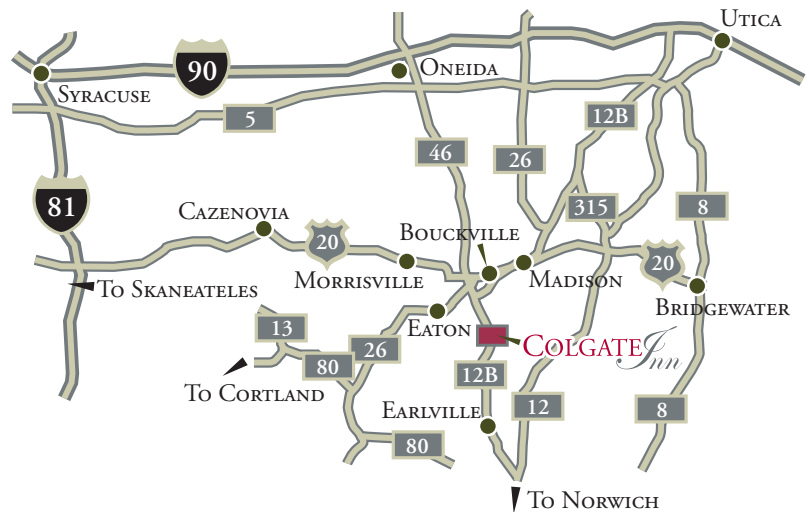 UTICA
90
ONEIDA
SYRACUSE
5
12B
46
26
81
315
8
CAZENOVIA
20
BOUCKVILLE
20
MORRISVILLE
MADISON
TO SKANEATELES
BRIDGEWATER
EATON
13
26
COLGATE Inn
80
12B
TO CORTLAND
12
EARLVILLE
8
80
TO NORWICH